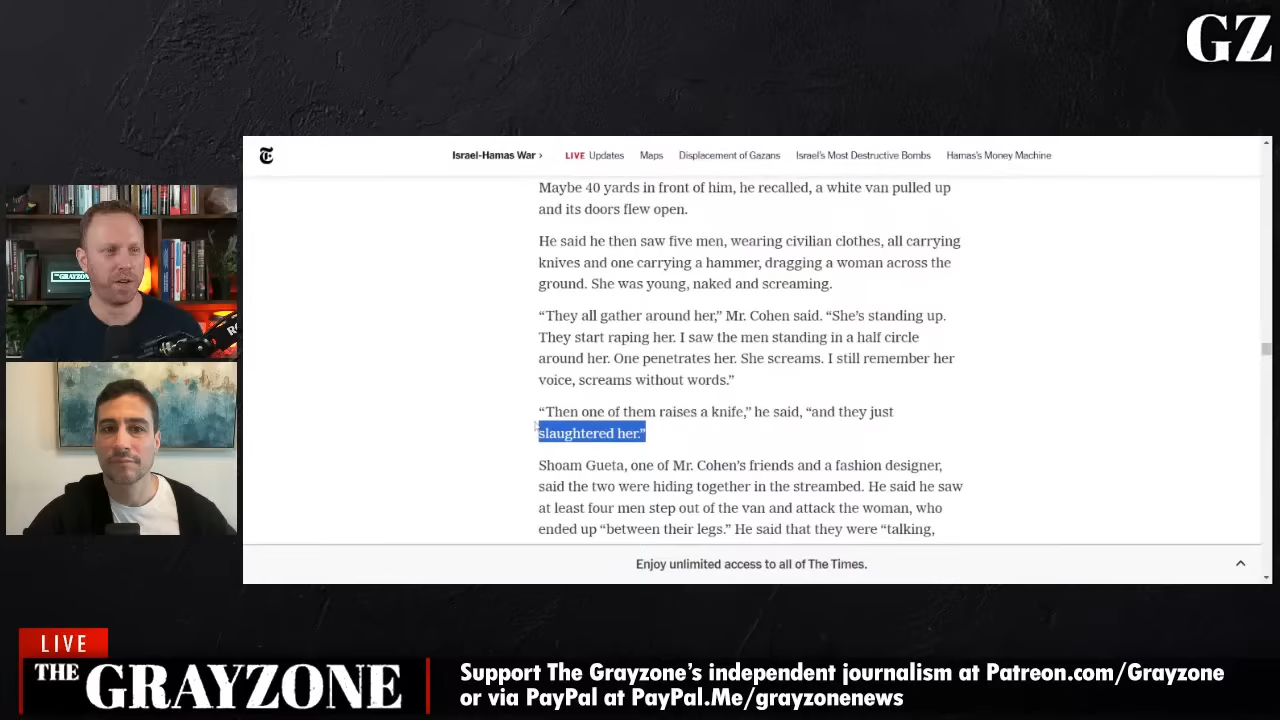 GZ
Israel-Hamas War › LIVE Updates Maps Displacement of Gazans Israel's Most Destructive Bombs Hamas's Money Machine
Maybe 40 yards in front of him, he recalled, a white van pulled up
and its doors flew open.
He said he then saw five men, wearing civilian clothes, all carrying
knives and one carrying a hammer, dragging a woman across the
ground. She was young, naked and screaming.
“They all gather around her,” Mr. Cohen said. “She's standing up.
They start raping her. I saw the men standing in a half circle
around her. One penetrates her. She screams. I still remember her
voice, screams without words.”
“Then one of them raises a knife,” he said, “and they just
slaughtered her.”
Shoam Gueta, one of Mr. Cohen's friends and a fashion designer,
said the two were hiding together in the streambed. He said he saw
at least four men step out of the van and attack the woman, who
ended up “between their legs.” He said that they were “talking,
Enjoy unlimited access to all of The Times.
LIVE
THE GRAYZONE
Support The Grayzone's independent journalism at Patreon.com/Grayzone
or via PayPal at PayPal.Me/grayzonenews